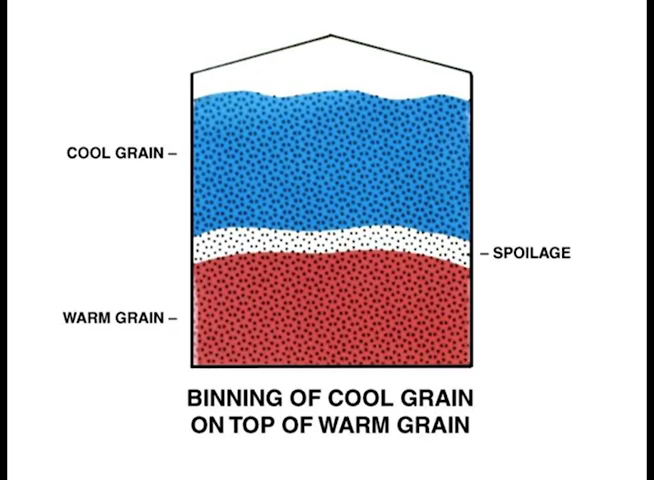 COOL GRAIN –
– SPOILAGE
WARM GRAIN –
BINNING OF COOL GRAIN
ON TOP OF WARM GRAIN